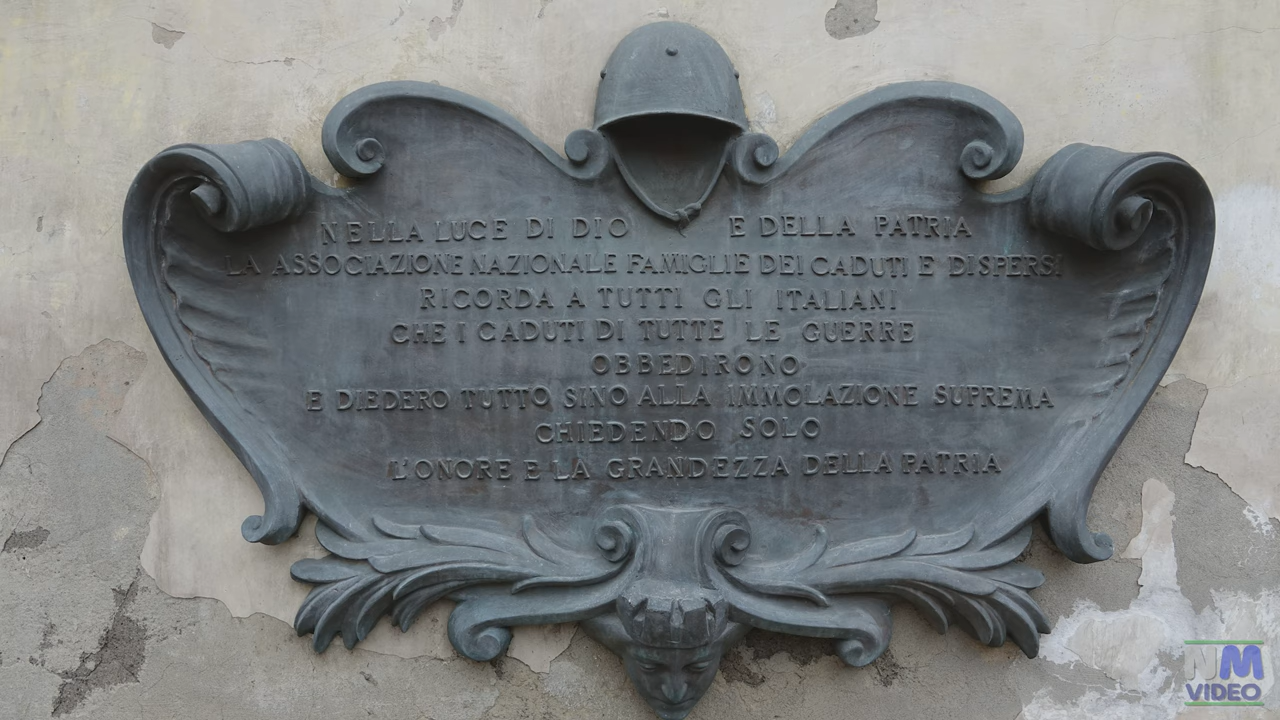 NELLA LUCE DI DIO E DELLA PATRIA
LA ASSOCIAZIONE NAZIONALE FAMIGLIE DEI CADUTI E DISPERSI
RICORDA A TUTTI GLI ITALIANI
CHE I CADUTI DI TUTTE LE GUERRE
OBBEDIRONO
E DIEDERO TUTTO SINO ALLA IMMOLAZIONE SUPREMA
CHIEDENDO SOLO
L'ONORE E LA GRANDEZZA DELLA PATRIA
NM
VIDEO